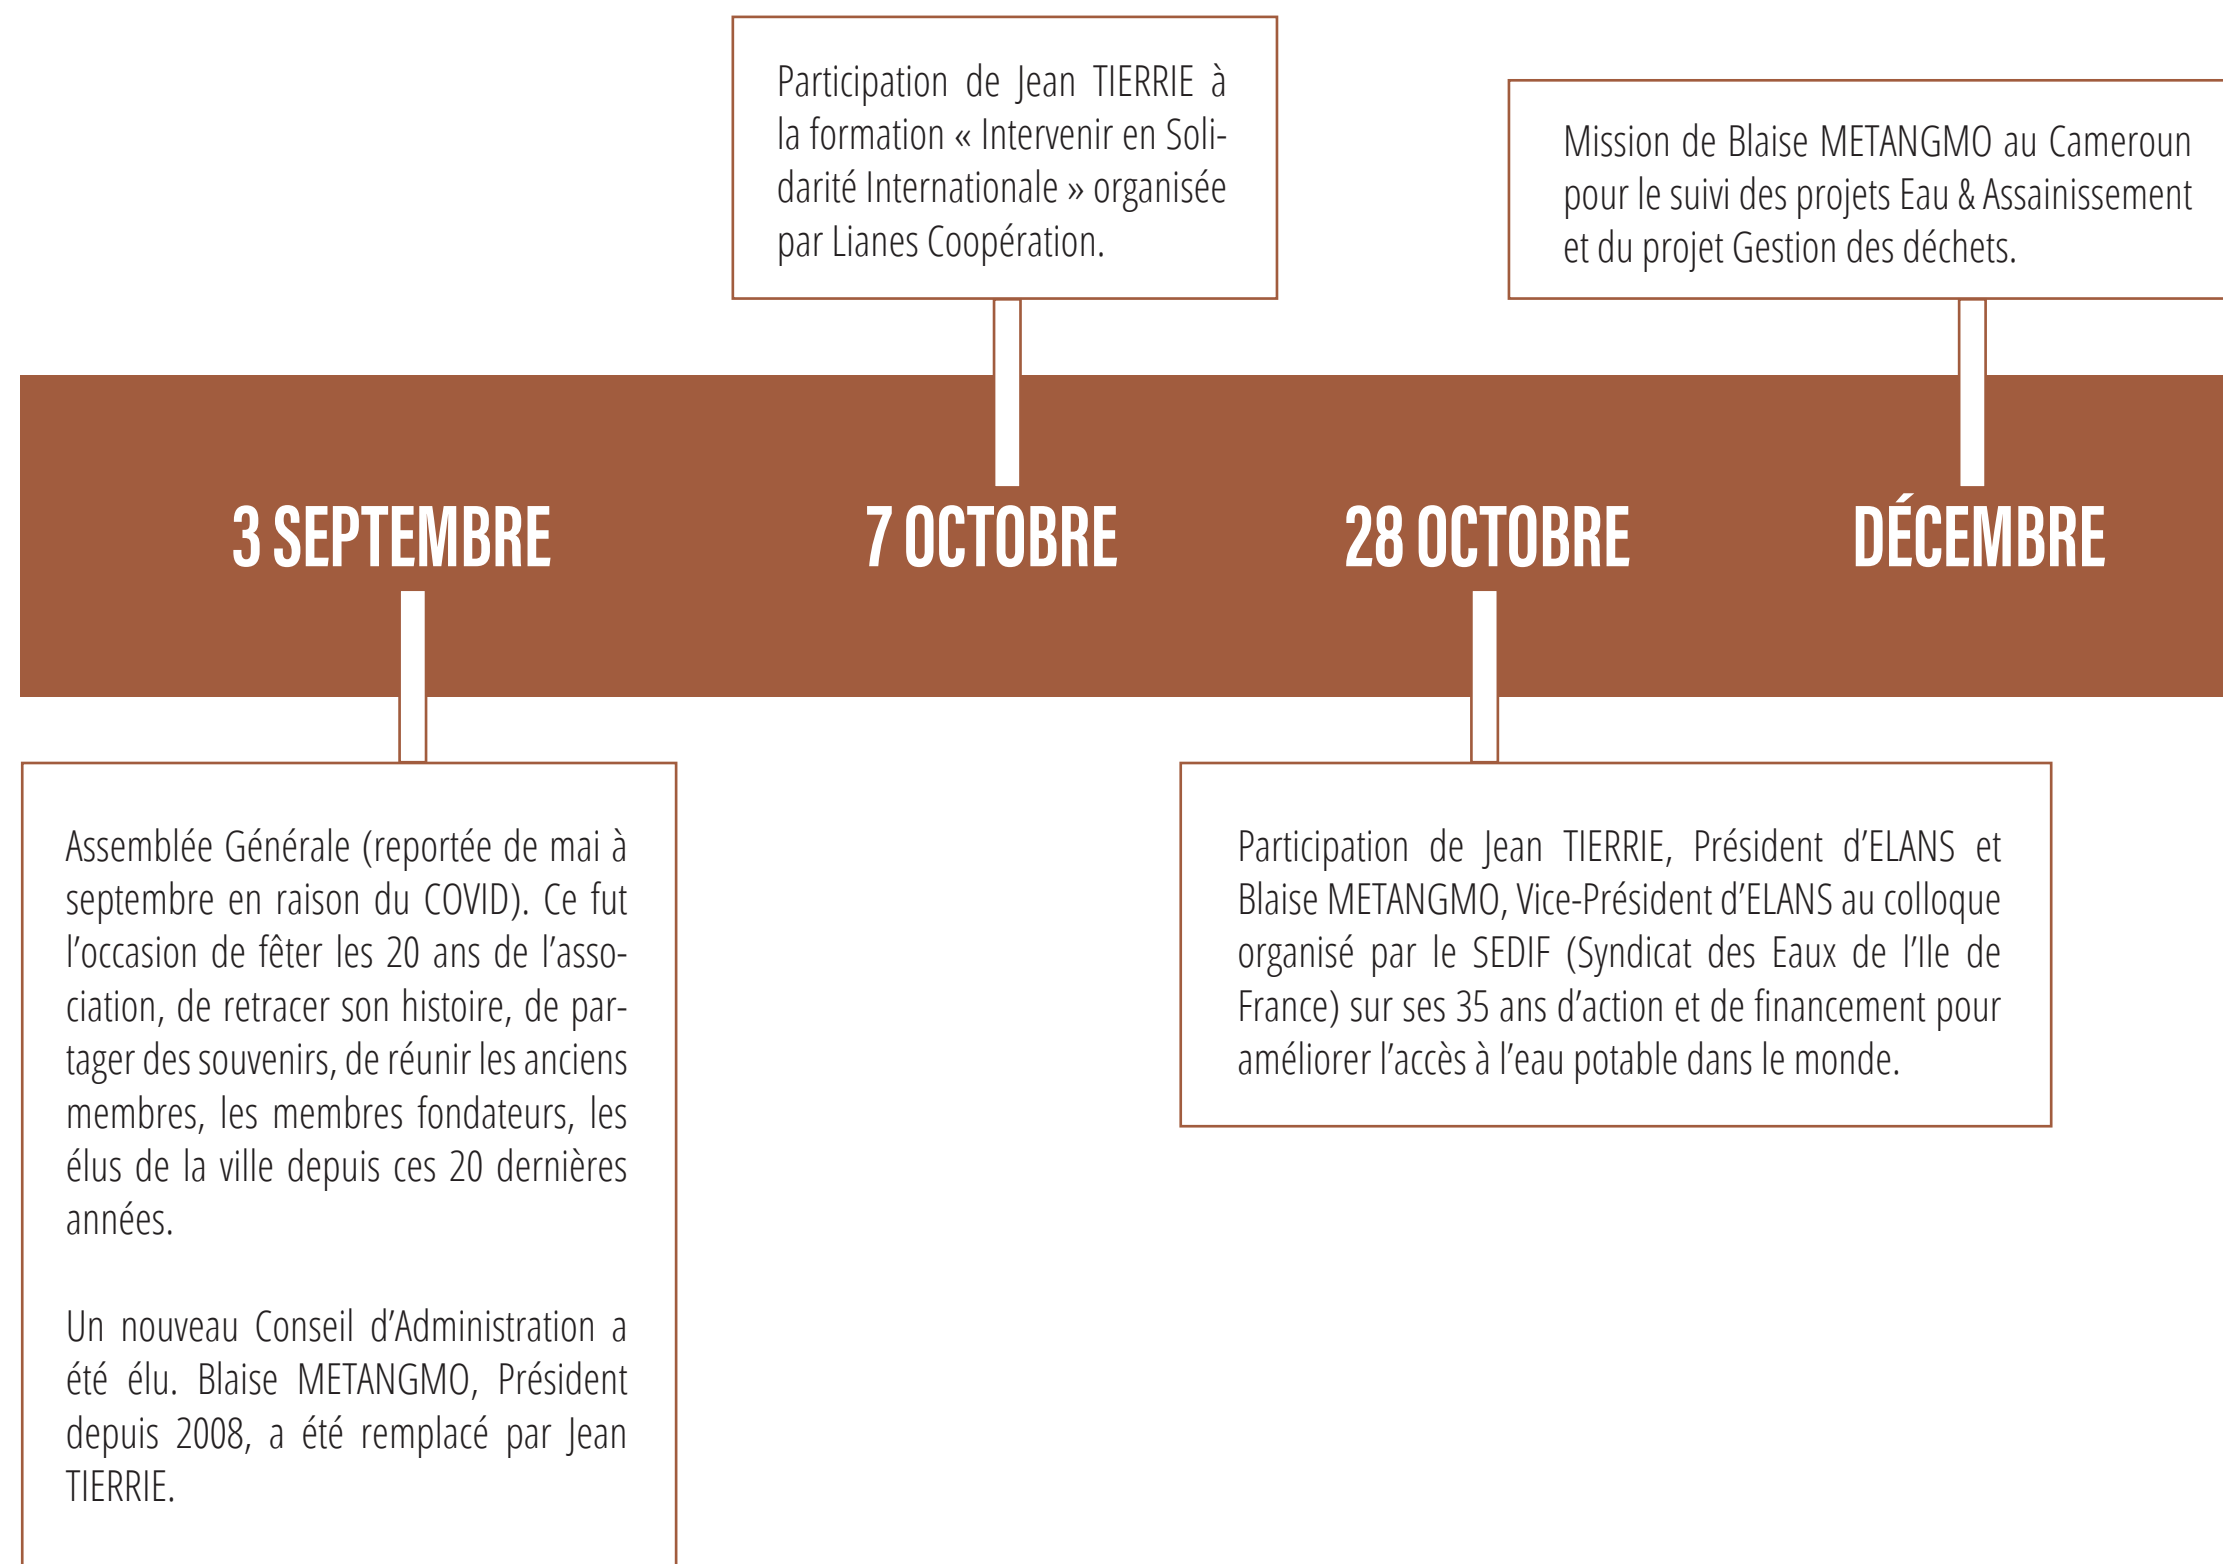 Participation de Jean TIERRIE à
la formation « Intervenir en Soli-
darité Internationale » organisée
par Lianes Coopération.
Mission de Blaise METANGMO au Cameroun
pour le suivi des projets Eau & Assainissement
et du projet Gestion des déchets.
3 SEPTEMBRE
7 OCTOBRE
28 OCTOBRE
DÉCEMBRE
Assemblée Générale (reportée de mai à
septembre en raison du COVID). Ce fut
l’occasion de fêter les 20 ans de l’asso-
ciation, de retracer son histoire, de par-
tager des souvenirs, de réunir les anciens
membres, les membres fondateurs, les
élus de la ville depuis ces 20 dernières
années.
Un nouveau Conseil d’Administration a
été élu. Blaise METANGMO, Président
depuis 2008, a été remplacé par Jean
TIERRIE.
Participation de Jean TIERRIE, Président d’ELANS et
Blaise METANGMO, Vice-Président d’ELANS au colloque
organisé par le SEDIF (Syndicat des Eaux de l’Ile de
France) sur ses 35 ans d’action et de financement pour
améliorer l’accès à l’eau potable dans le monde.